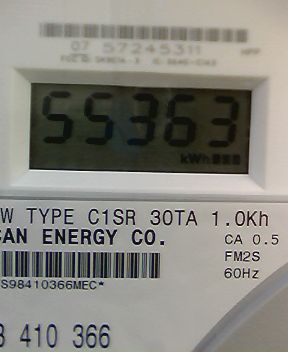 07 57245311
55363
kWh
W TYPE C1SR 30TA 1.0Kh
CAN ENERGY CO.
CA 0.5
FM2S
60Hz
S98410366MEC*
410 366